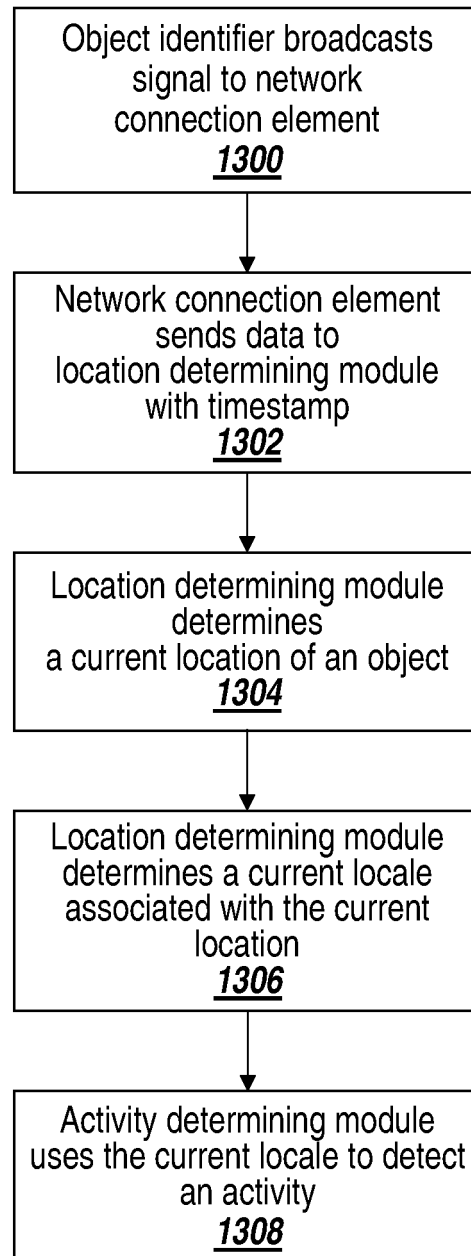 Object identifier broadcasts
signal to network
connection element
1300
Network connection element
sends data to
location determining module
with timestamp
1302
Location determining module
determines
a current location of an object
1304
Location determining module
determines a current locale
associated with the current
location
1306
Activity determining module
uses the current locale to detect
an activity
1308